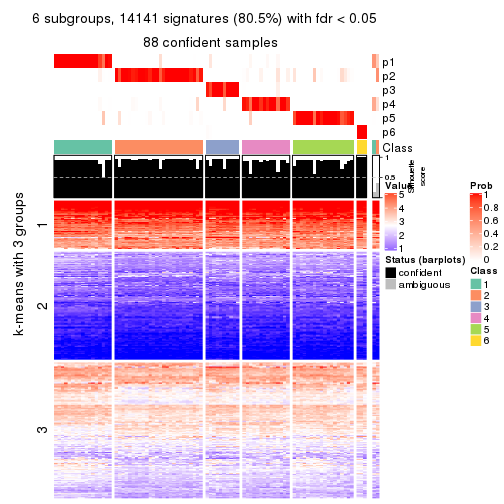 6 subgroups, 14141 signatures (80.5%) with fdr < 0.05
88 confident samples
p1
p2
p3
p4
p5
p6
Class
1
0.5
0
Silhouette
score
k-means with 3 groups
1
2
3
Value
5
4
3
2
1
Status (barplots)
confident
ambiguous
Prob
1
0.8
0.6
0.4
0.2
0
Class
1
2
3
4
5
6